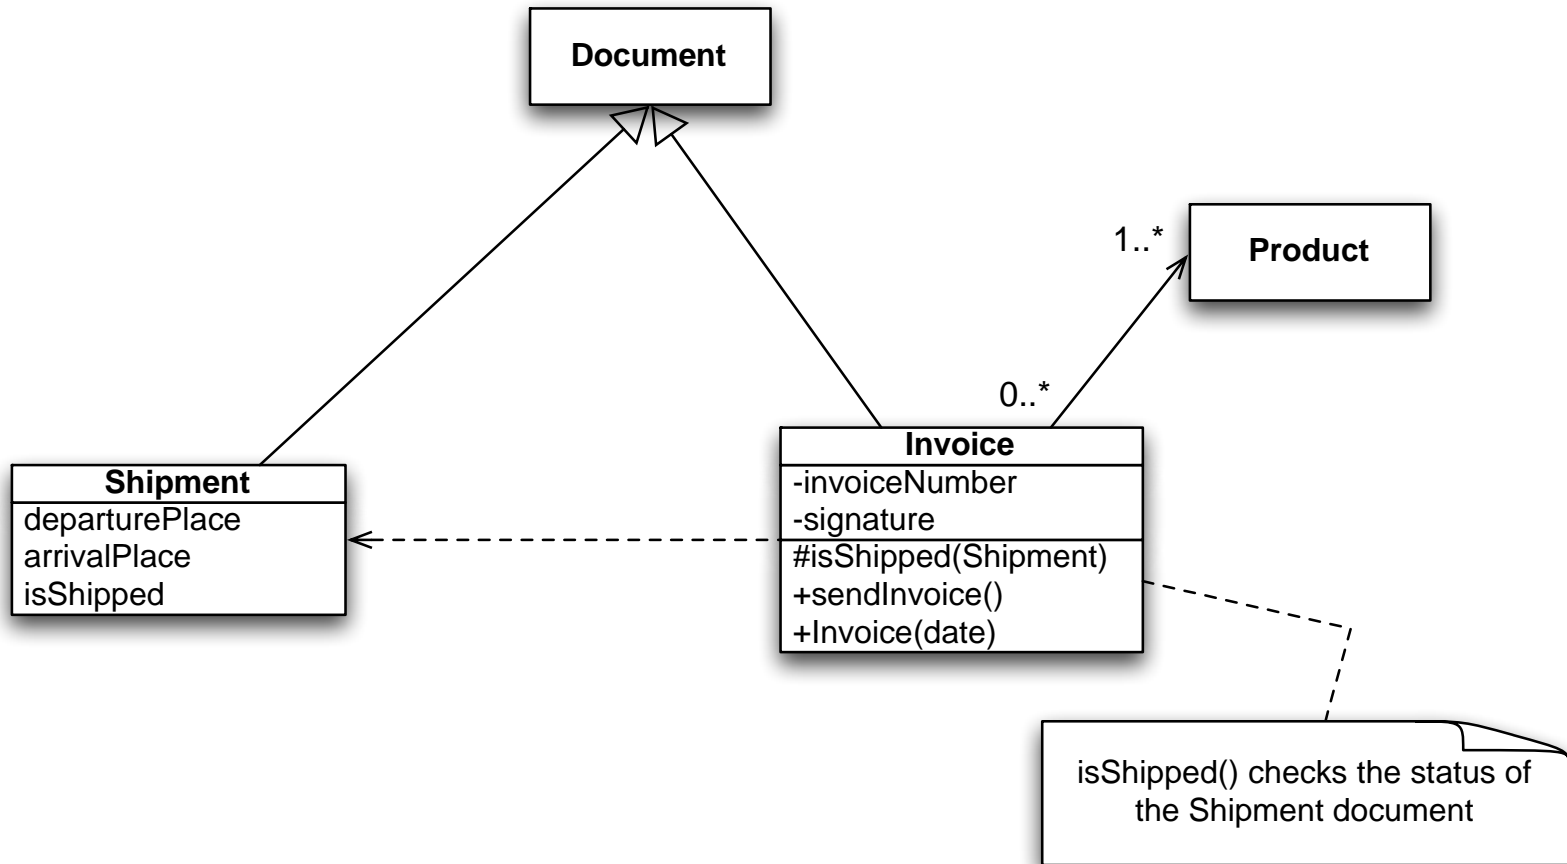 Document
1..*
Product
0..*
Invoice
-invoiceNumber
-signature
#isShipped(Shipment)
+sendInvoice()
+Invoice(date)
Shipment
departurePlace
arrivalPlace
isShipped
isShipped() checks the status of
the Shipment document